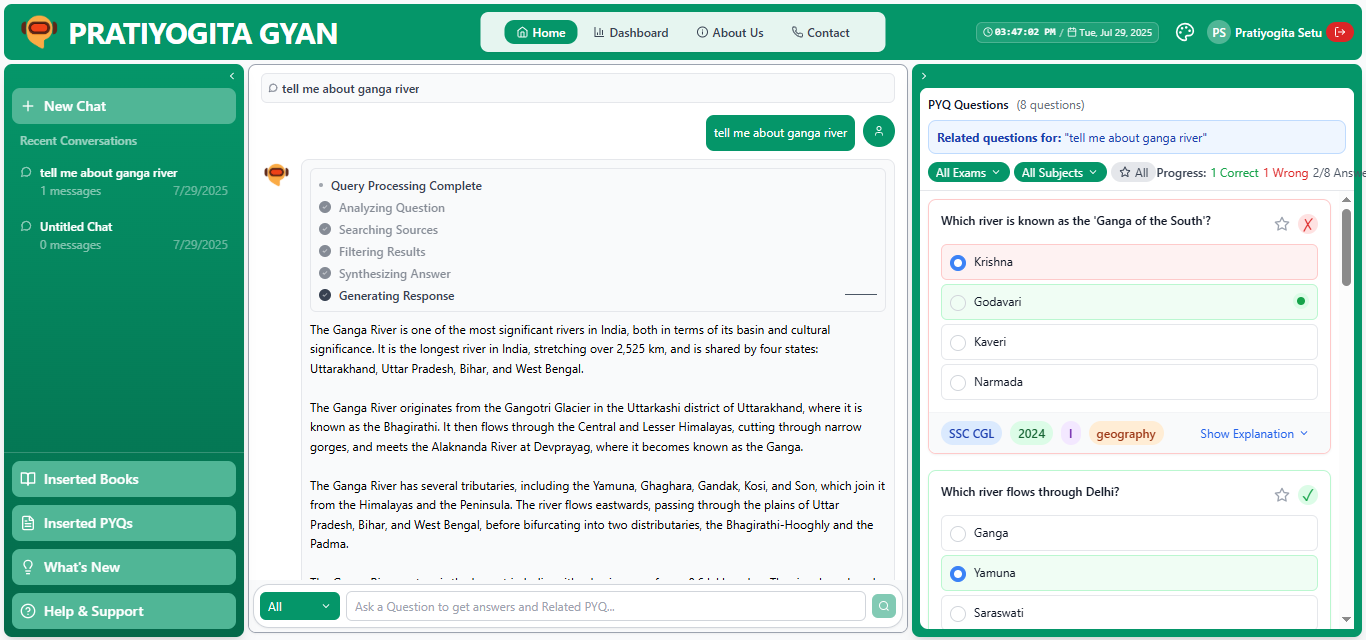 PRATIYOGITA GYAN
Home
Dashboard
About Us
Contact
03:47:02 PM / Tue, Jul 29, 2025
PS
Pratiyogita Setu
New Chat
Recent Conversations
tell me about ganga river
1 messages
7/29/2025
Untitled Chat
0 messages
7/29/2025
Inserted Books
Inserted PYQs
What's New
Help & Support
tell me about ganga river
tell me about ganga river
Query Processing Complete
Analyzing Question
Searching Sources
Filtering Results
Synthesizing Answer
Generating Response
The Ganga River is one of the most significant rivers in India, both in terms of its basin and cultural
significance. It is the longest river in India, stretching over 2,525 km, and is shared by four states:
Uttarakhand, Uttar Pradesh, Bihar, and West Bengal.
The Ganga River originates from the Gangotri Glacier in the Uttarkashi district of Uttarakhand, where it is
known as the Bhagirathi. It then flows through the Central and Lesser Himalayas, cutting through narrow
gorges, and meets the Alaknanda River at Devprayag, where it becomes known as the Ganga.
The Ganga River has several tributaries, including the Yamuna, Ghaghara, Gandak, Kosi, and Son, which join it
from the Himalayas and the Peninsula. The river flows eastwards, passing through the plains of Uttar
Pradesh, Bihar, and West Bengal, before bifurcating into two distributaries, the Bhagirathi-Hooghly and the
Padma.
All
Ask a Question to get answers and Related PYQ...
PYQ Questions (8 questions)
Related questions for: "tell me about ganga river"
All Exams
All Subjects
All
Progress: 1 Correct 1 Wrong 2/8 Answe
Which river is known as the 'Ganga of the South'?
Krishna
Godavari
Kaveri
Narmada
SSC CGL
2024
I
geography
Show Explanation
Which river flows through Delhi?
Ganga
Yamuna
Saraswati